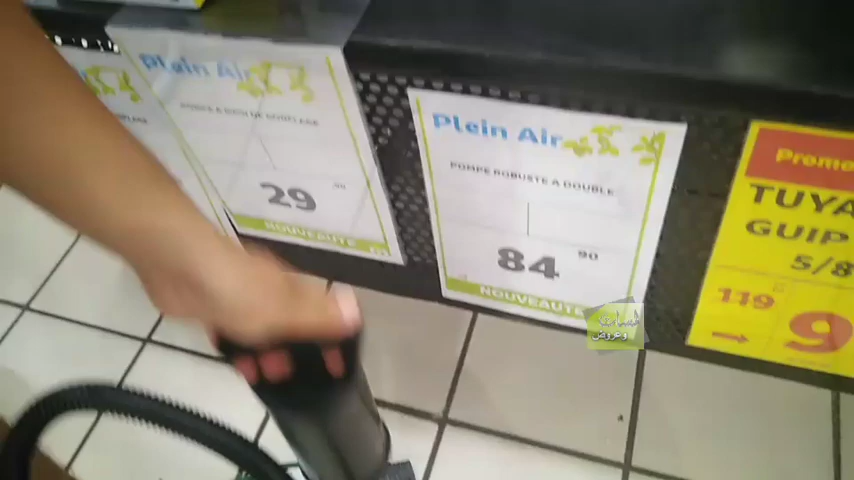 Plein Air
29
NOUVEAUTE
Plein Air
POMPE ROBUSTE A DOUBLE
84 90
NOUVEAUTE
Promo
TUYA
GUIP
5/8
119
9
وعروض